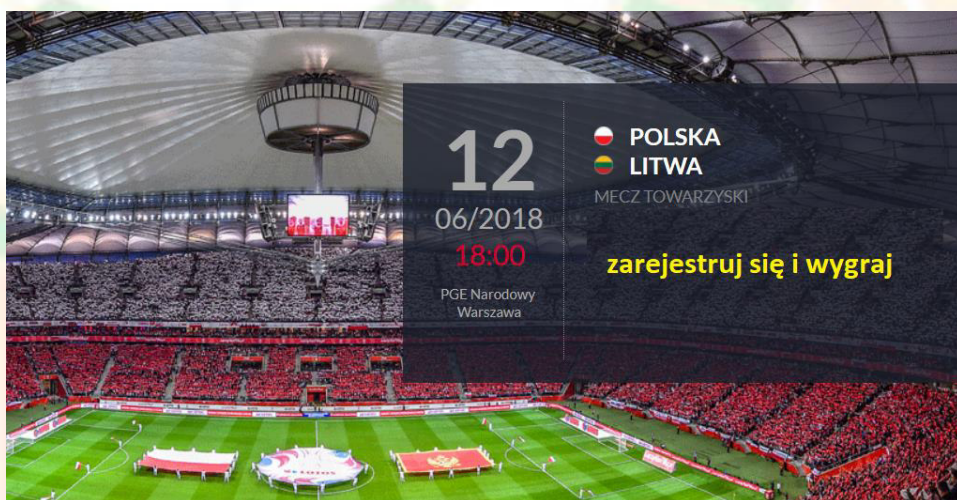 12
06/2018
18:00
PGE Narodowy
Warszawa
POLSKA
LITWA
MECZ TOWARZYSKI
zarejestruj się i wygraj